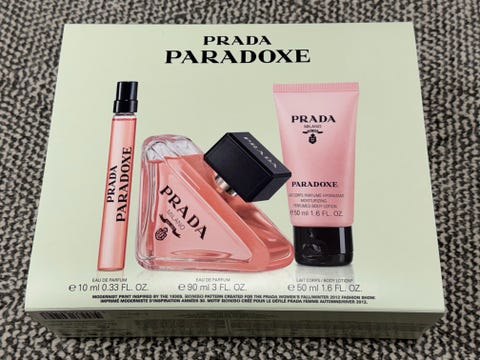 PRADA
PARADOXE
PRADA
PARADOXE
PRADA
PRADA
MILANO
PRADA
MILANO
PARADOXE
LAIT CORPS PARFUMÉ HYDRATANT
MOISTURIZING
PERFUMED BODY LOTION
e 50 ml 1.6 FL. OZ.
EAU DE PARFUM
e 10 ml 0.33 FL. OZ.
EAU DE PARFUM
e 90 ml 3 FL. OZ.
LAIT CORPS / BODY LOTION
e 50 ml 1.6 FL. OZ.
MODERNIST PRINT INSPIRED BY THE 1930S. BIOMBO PATTERN CREATED FOR THE PRADA WOMEN'S FALL/WINTER 2012 FASHION SHOW.
IMPRIMÉ MODERNISTE D'INSPIRATION ANNÉES 30. MOTIF BIOMBO CRÉÉ POUR LE DÉFILÉ PRADA FEMME AUTOMNE/HIVER 2012.